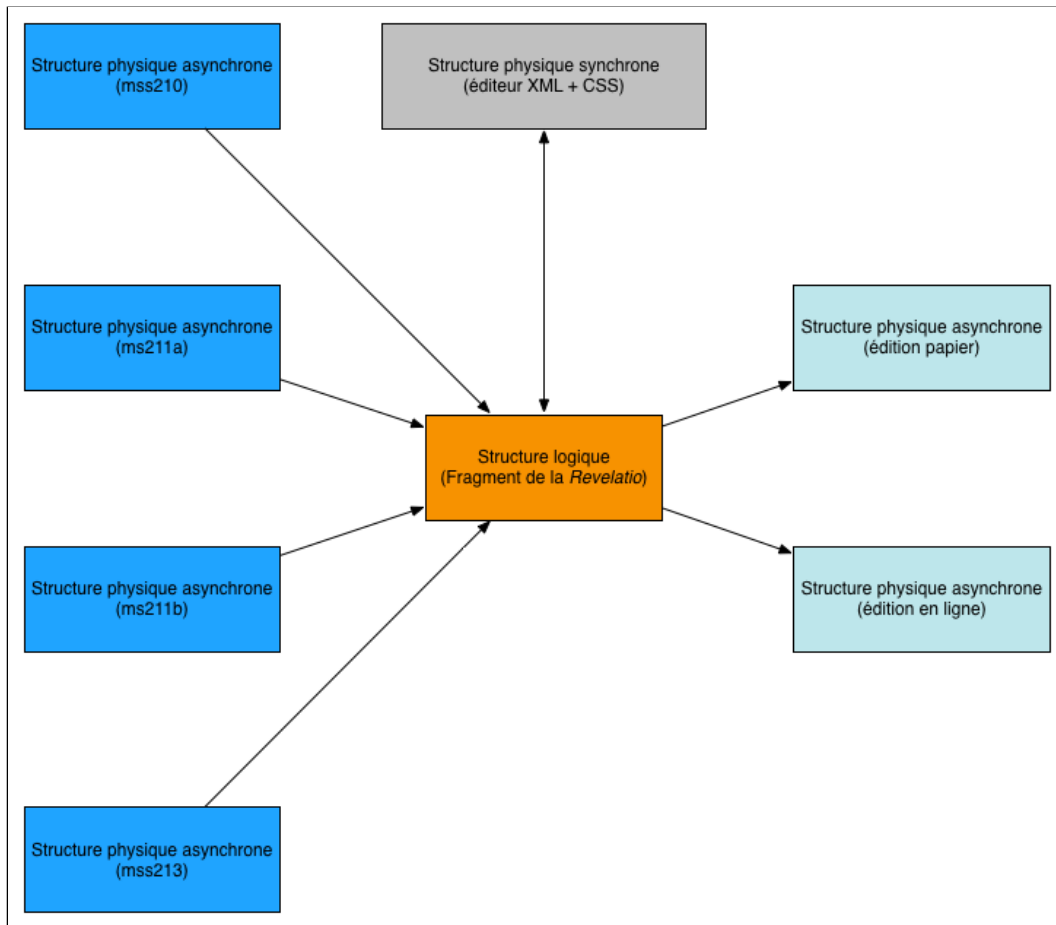 Structure physique asynchrone
(mss210)
Structure physique synchrone
(éditeur XML + CSS)
Structure physique asynchrone
(ms211a)
Structure physique asynchrone
(édition papier)
Structure logique
(Fragment de la Revelatio)
Structure physique asynchrone
(ms211b)
Structure physique asynchrone
(édition en ligne)
Structure physique asynchrone
(mss213)